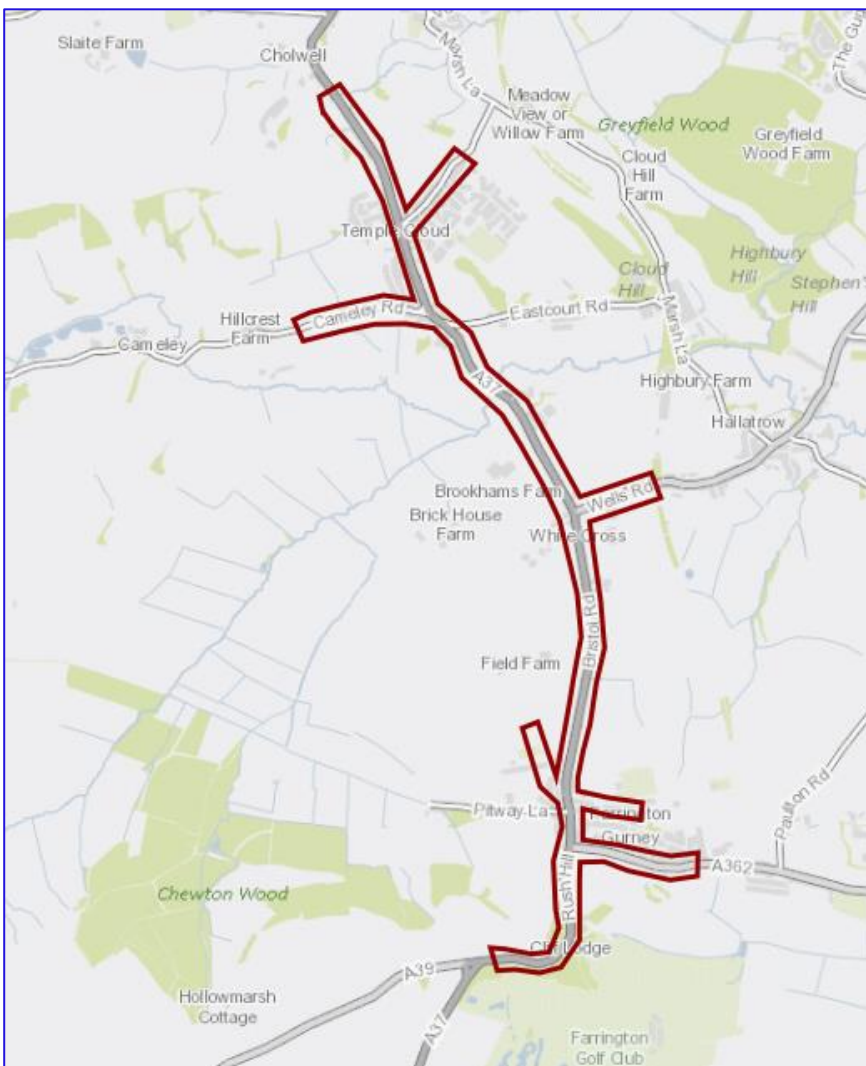 Slaite Farm
Cholwell
Marsh La
The Gug
Meadow
View or
Willow Farm
Greyfield Wood
Greyfield
Wood Farm
Cloud
Hill
Farm
Temple Cloud
Highbury
Hill
Cloud
Hill
Stephen's
Hill
Hillcrest
Farm
Cameley Rd
Eastcourt Rd
Cameley
Marsh La
A37
Highbury Farm
Hallatrow
Brookhams Farm
Wells Rd
Brick House
Farm
White Cross
Bristol Rd
Field Farm
Pitway La
Farrington
Gurney
Paulton Rd
A362
Chewton Wood
Rush Hill
Lodge
A39
Hollowmarsh
Cottage
A37
Farrington
Golf Club